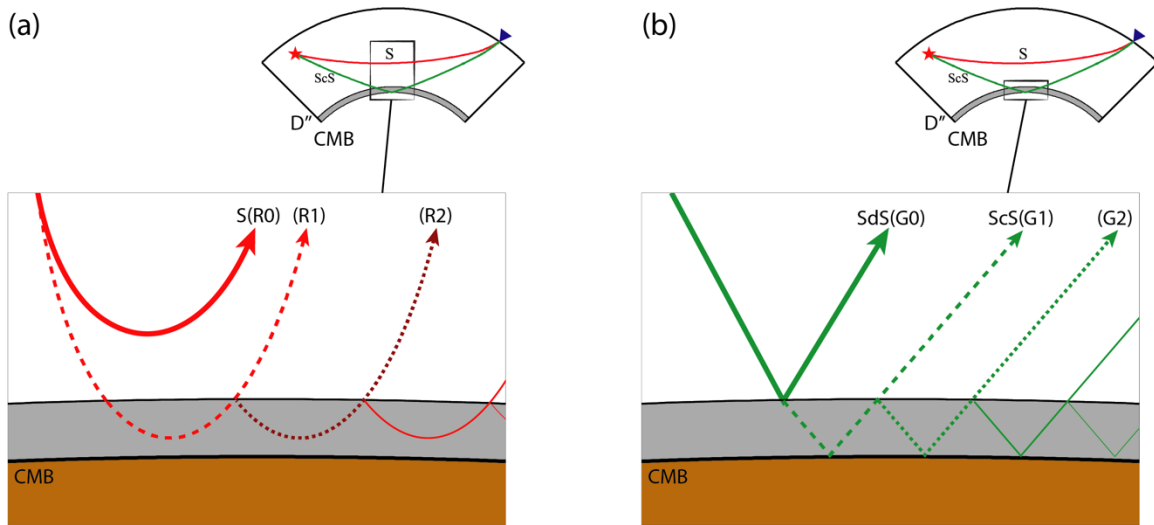 (a)
S
ScS
D″
CMB
S(R0)
(R1)
(R2)
CMB
(b)
S
ScS
D″
CMB
SdS(G0)
ScS(G1)
(G2)
CMB